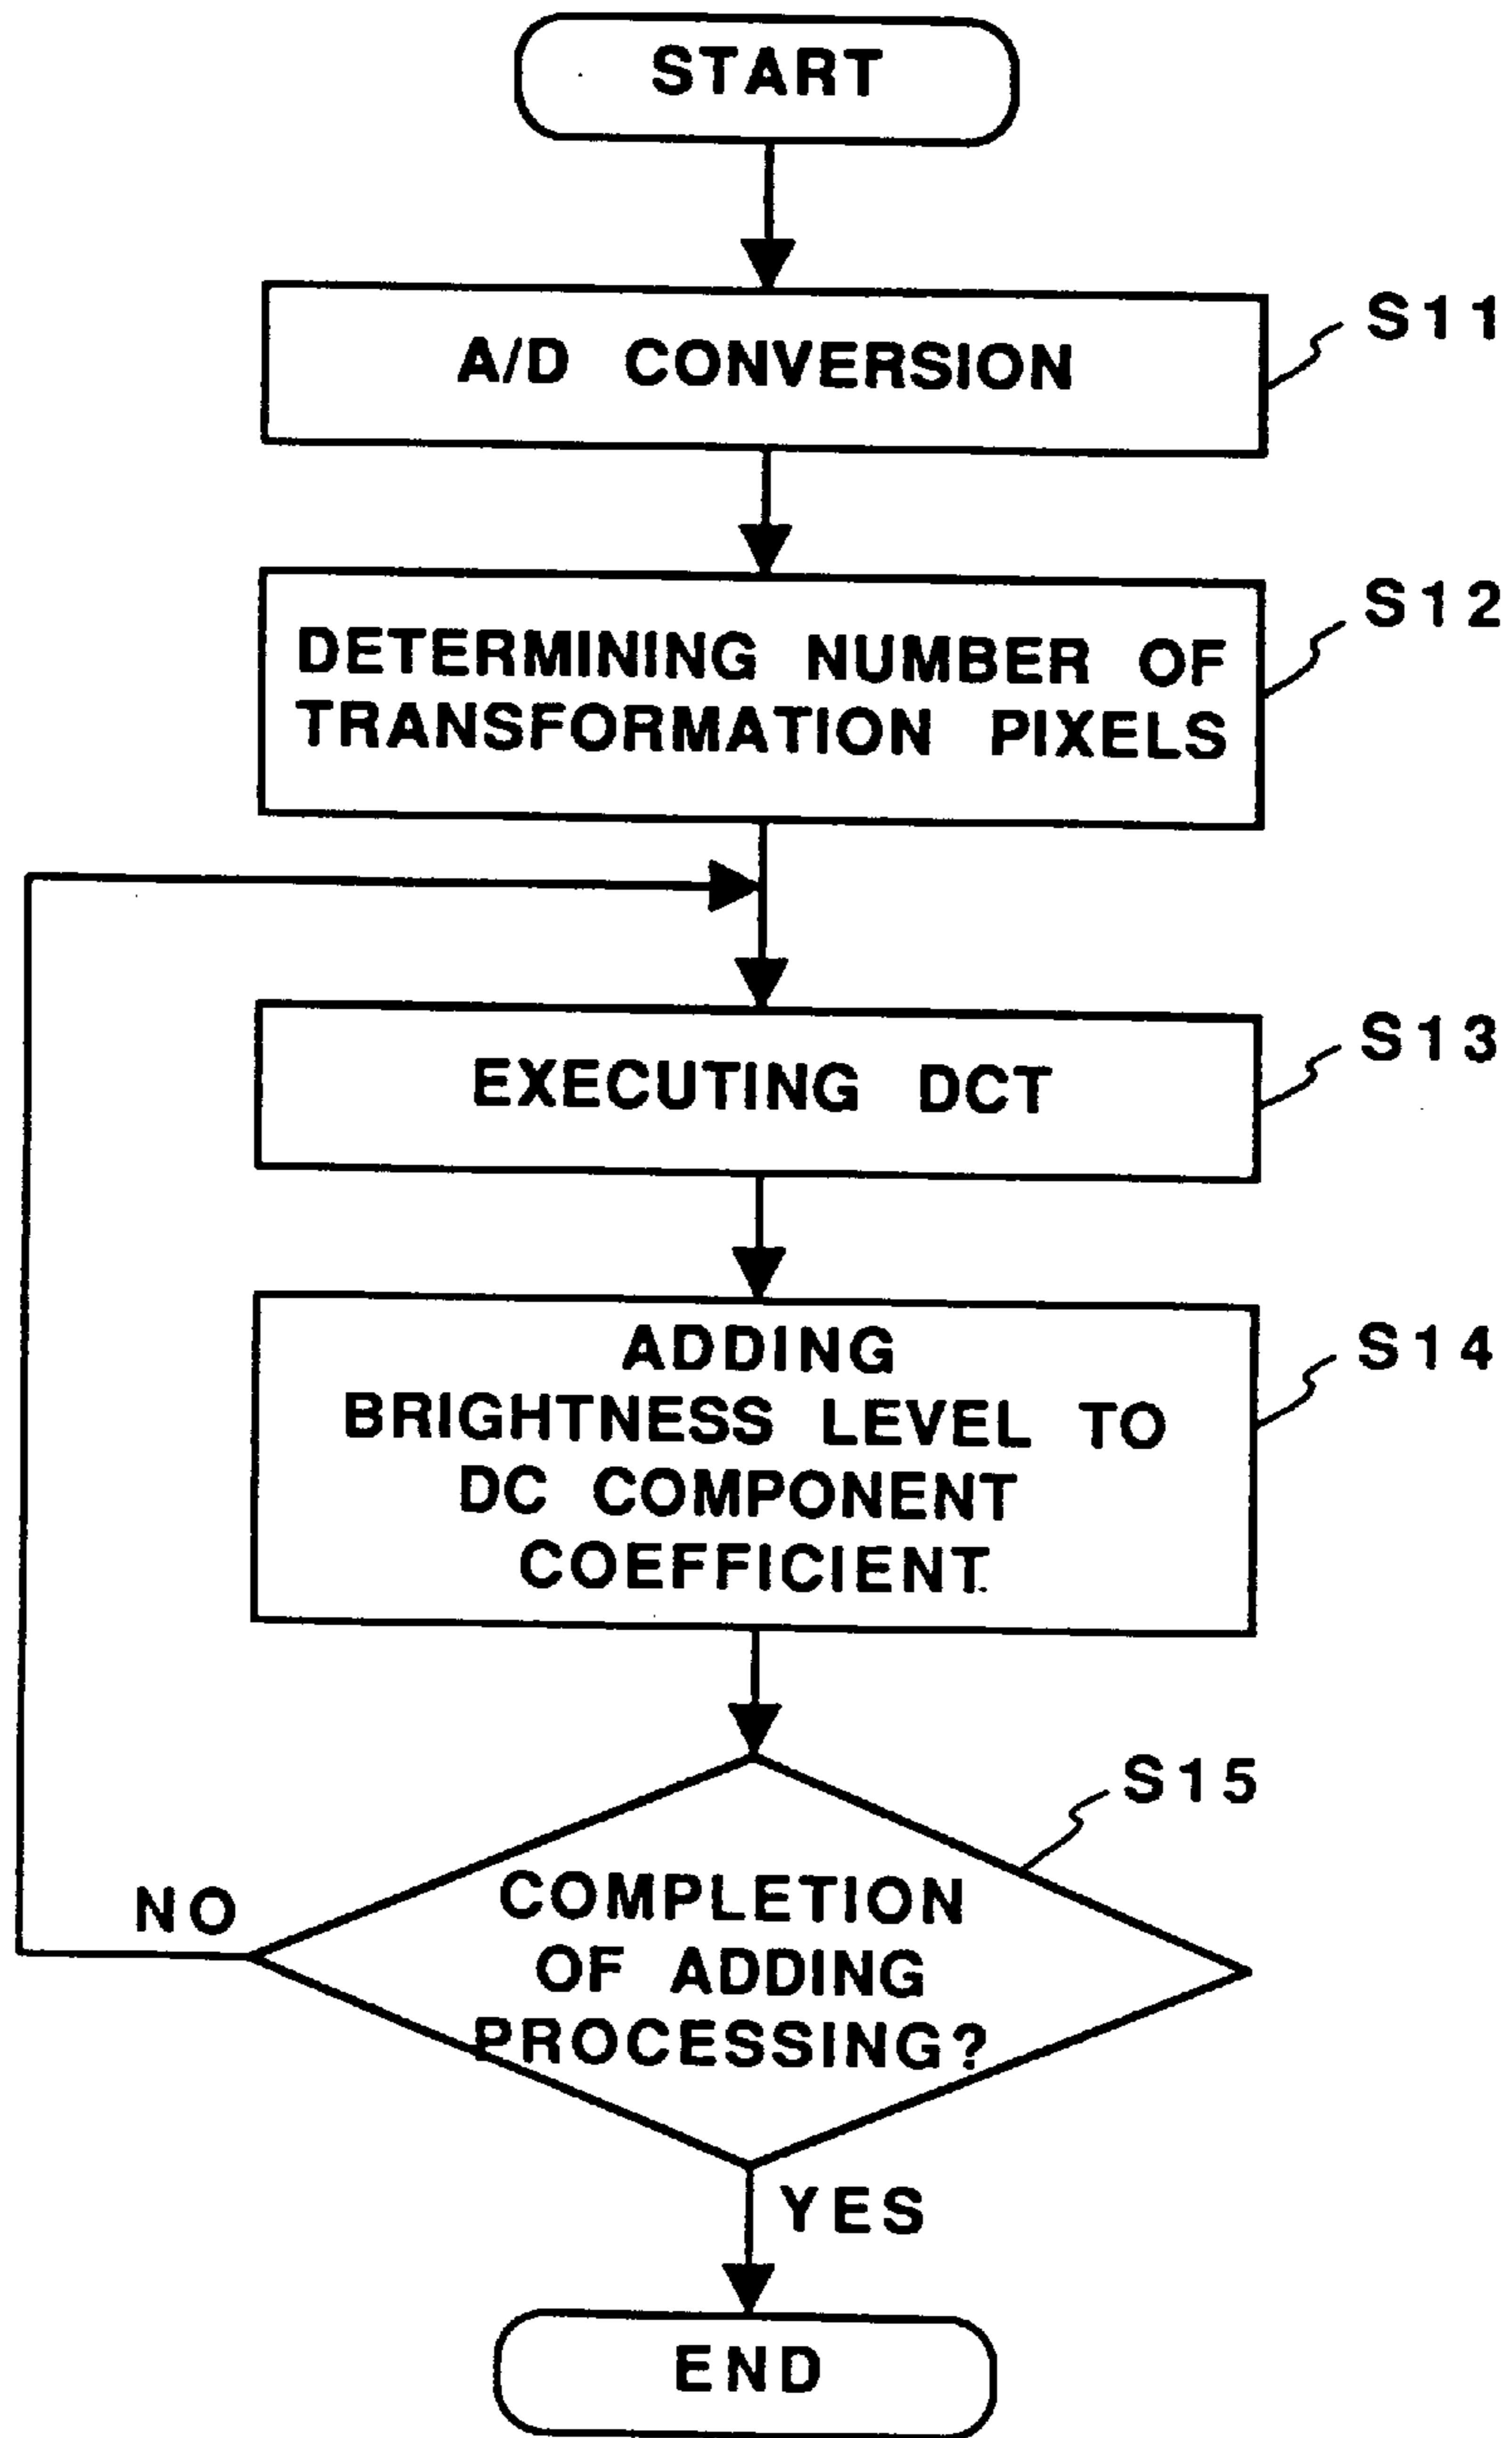 START
A/D CONVERSION
S11
DETERMINING NUMBER OF
TRANSFORMATION PIXELS
S12
EXECUTING DCT
S13
ADDING
BRIGHTNESS LEVEL TO
DC COMPONENT
COEFFICIENT
S14
S15
COMPLETION
OF ADDING
PROCESSING?
NO
YES
END